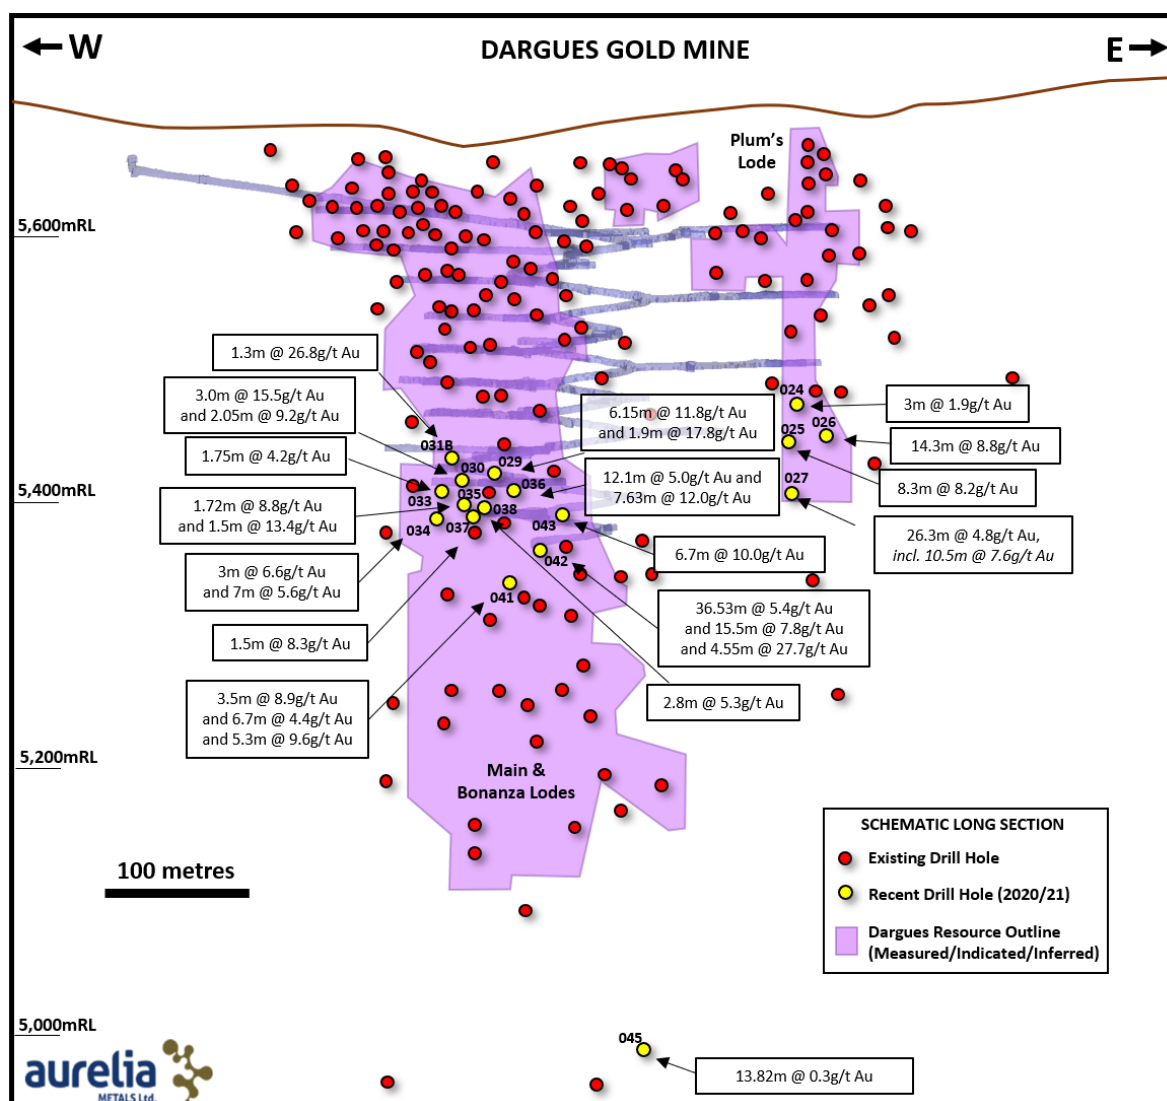 W
DARGUES GOLD MINE
E
Plum's
Lode
5,600mRL
1.3m @ 26.8g/t Au
3.0m @ 15.5g/t Au
and 2.05m @ 9.2g/t Au
6.15m @ 11.8g/t Au
and 1.9m @ 17.8g/t Au
024
3m @ 1.9g/t Au
025
026
14.3m @ 8.8g/t Au
031B
1.75m @ 4.2g/t Au
030
029
12.1m @ 5.0g/t Au and
7.63m @ 12.0g/t Au
027
8.3m @ 8.2g/t Au
5,400mRL
033
035
036
1.72m @ 8.8g/t Au
and 1.5m @ 13.4g/t Au
034
037
038
043
26.3m @ 4.8g/t Au,
incl. 10.5m @ 7.6g/t Au
6.7m @ 10.0g/t Au
042
3m @ 6.6g/t Au
and 7m @ 5.6g/t Au
041
36.53m @ 5.4g/t Au
and 15.5m @ 7.8g/t Au
and 4.55m @ 27.7g/t Au
1.5m @ 8.3g/t Au
3.5m @ 8.9g/t Au
and 6.7m @ 4.4g/t Au
and 5.3m @ 9.6g/t Au
2.8m @ 5.3g/t Au
5,200mRL
Main &
Bonanza Lodes
100 metres
SCHEMATIC LONG SECTION
Existing Drill Hole
Recent Drill Hole (2020/21)
Dargues Resource Outline
(Measured/Indicated/Inferred)
5,000mRL
045
13.82m @ 0.3g/t Au
aurelia
METALS Ltd.